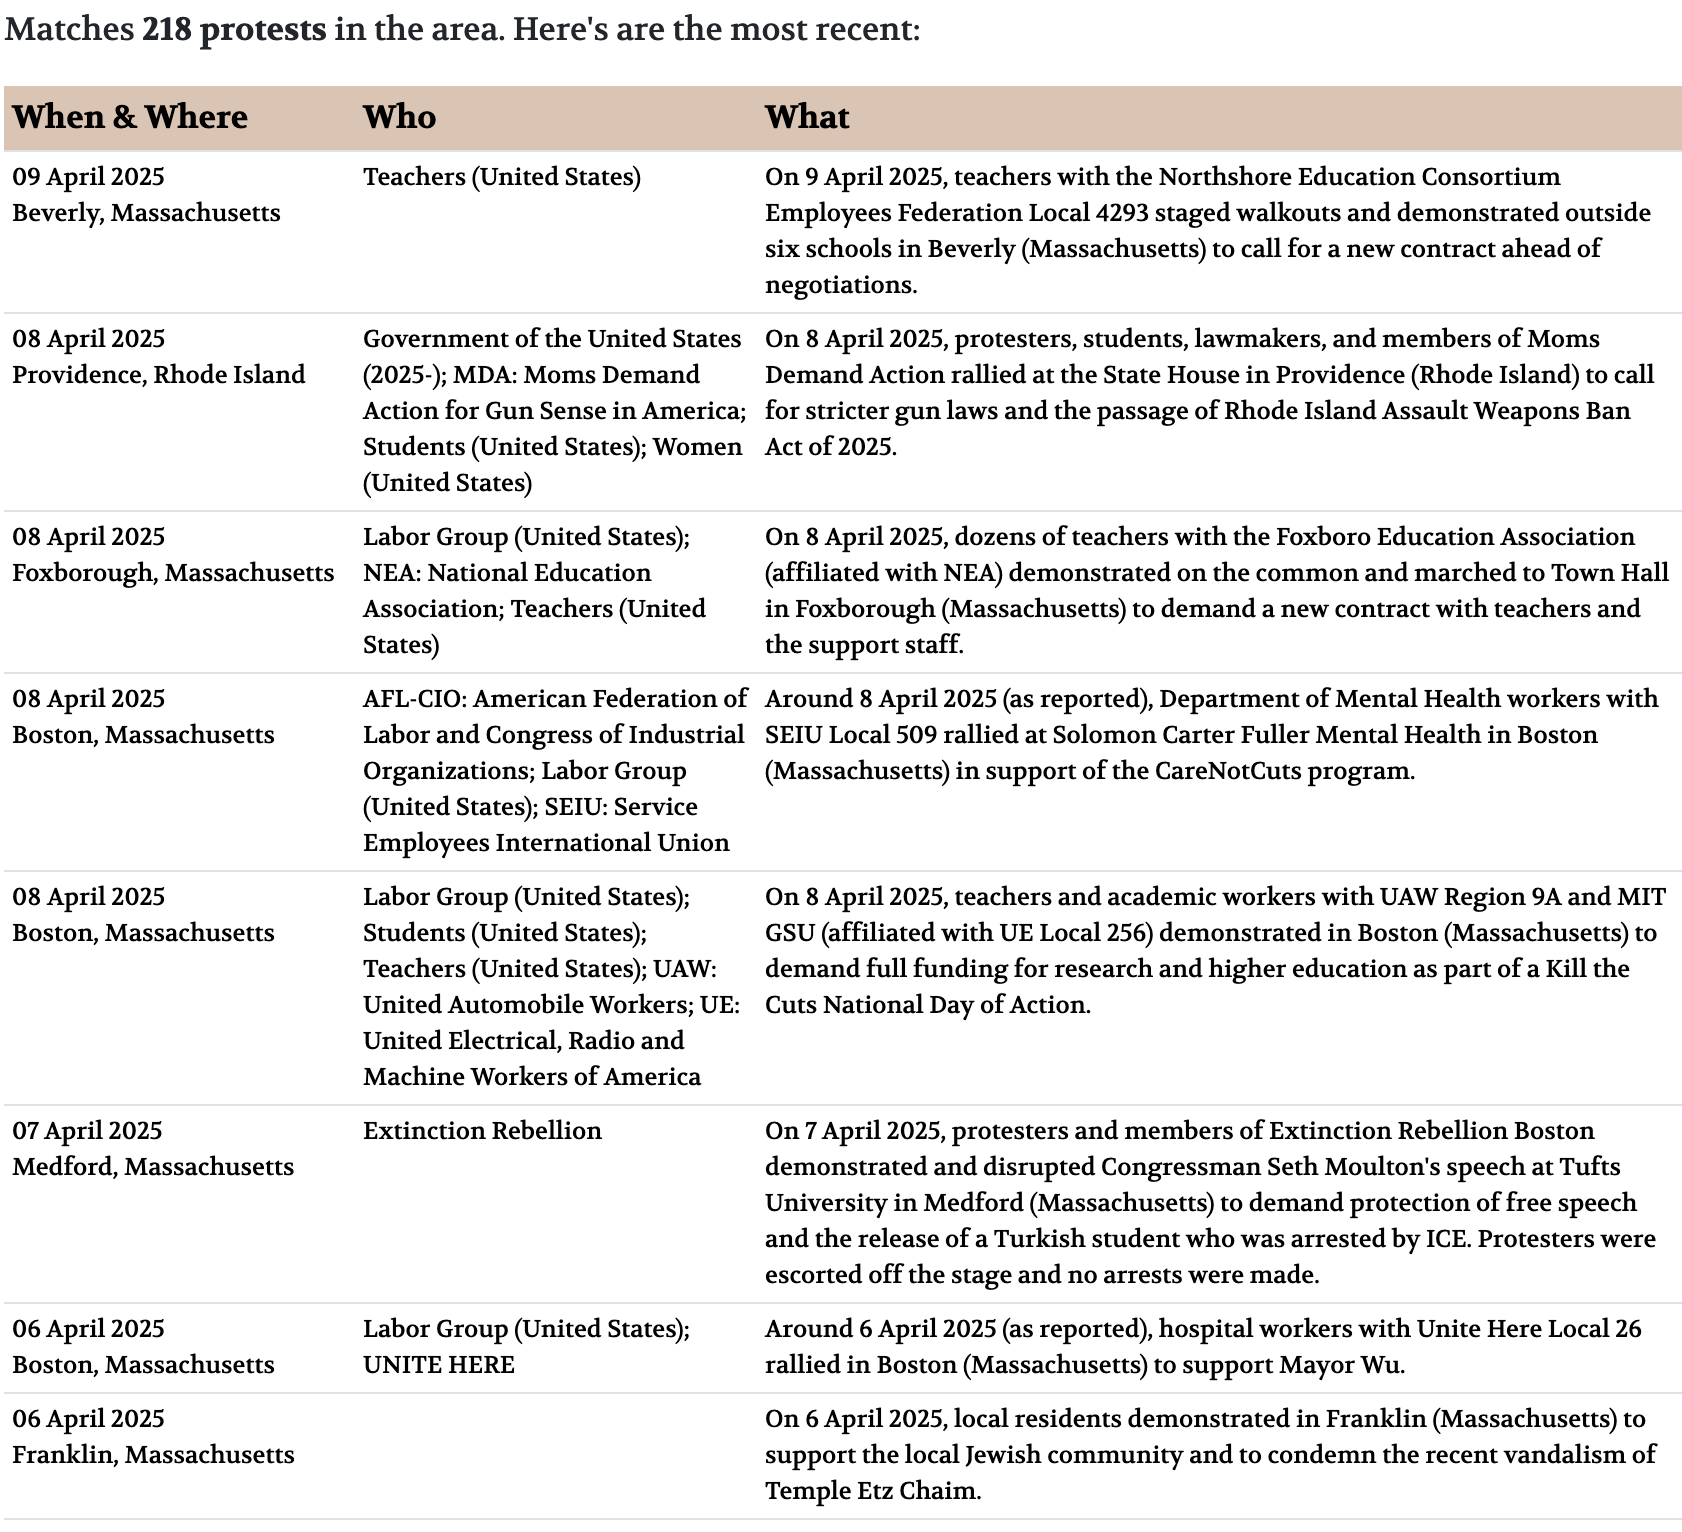 Matches 218 protests in the area. Here's are the most recent:
When & Where
Who
What
09 April 2025
Beverly, Massachusetts
Teachers (United States)
On 9 April 2025, teachers with the Northshore Education Consortium
Employees Federation Local 4293 staged walkouts and demonstrated outside
six schools in Beverly (Massachusetts) to call for a new contract ahead of
negotiations.
08 April 2025
Providence, Rhode Island
Government of the United States
(2025-); MDA: Moms Demand
Action for Gun Sense in America;
Students (United States); Women
(United States)
On 8 April 2025, protesters, students, lawmakers, and members of Moms
Demand Action rallied at the State House in Providence (Rhode Island) to call
for stricter gun laws and the passage of Rhode Island Assault Weapons Ban
Act of 2025.
08 April 2025
Foxborough, Massachusetts
Labor Group (United States);
NEA: National Education
Association; Teachers (United
States)
On 8 April 2025, dozens of teachers with the Foxboro Education Association
(affiliated with NEA) demonstrated on the common and marched to Town Hall
in Foxborough (Massachusetts) to demand a new contract with teachers and
the support staff.
08 April 2025
Boston, Massachusetts
AFL-CIO: American Federation of
Labor and Congress of Industrial
Organizations; Labor Group
(United States); SEIU: Service
Employees International Union
Around 8 April 2025 (as reported), Department of Mental Health workers with
SEIU Local 509 rallied at Solomon Carter Fuller Mental Health in Boston
(Massachusetts) in support of the CareNotCuts program.
08 April 2025
Boston, Massachusetts
Labor Group (United States);
Students (United States);
Teachers (United States); UAW:
United Automobile Workers; UE:
United Electrical, Radio and
Machine Workers of America
On 8 April 2025, teachers and academic workers with UAW Region 9A and MIT
GSU (affiliated with UE Local 256) demonstrated in Boston (Massachusetts) to
demand full funding for research and higher education as part of a Kill the
Cuts National Day of Action.
07 April 2025
Medford, Massachusetts
Extinction Rebellion
On 7 April 2025, protesters and members of Extinction Rebellion Boston
demonstrated and disrupted Congressman Seth Moulton's speech at Tufts
University in Medford (Massachusetts) to demand protection of free speech
and the release of a Turkish student who was arrested by ICE. Protesters were
escorted off the stage and no arrests were made.
06 April 2025
Boston, Massachusetts
Labor Group (United States);
UNITE HERE
Around 6 April 2025 (as reported), hospital workers with Unite Here Local 26
rallied in Boston (Massachusetts) to support Mayor Wu.
06 April 2025
Franklin, Massachusetts
On 6 April 2025, local residents demonstrated in Franklin (Massachusetts) to
support the local Jewish community and to condemn the recent vandalism of
Temple Etz Chaim.